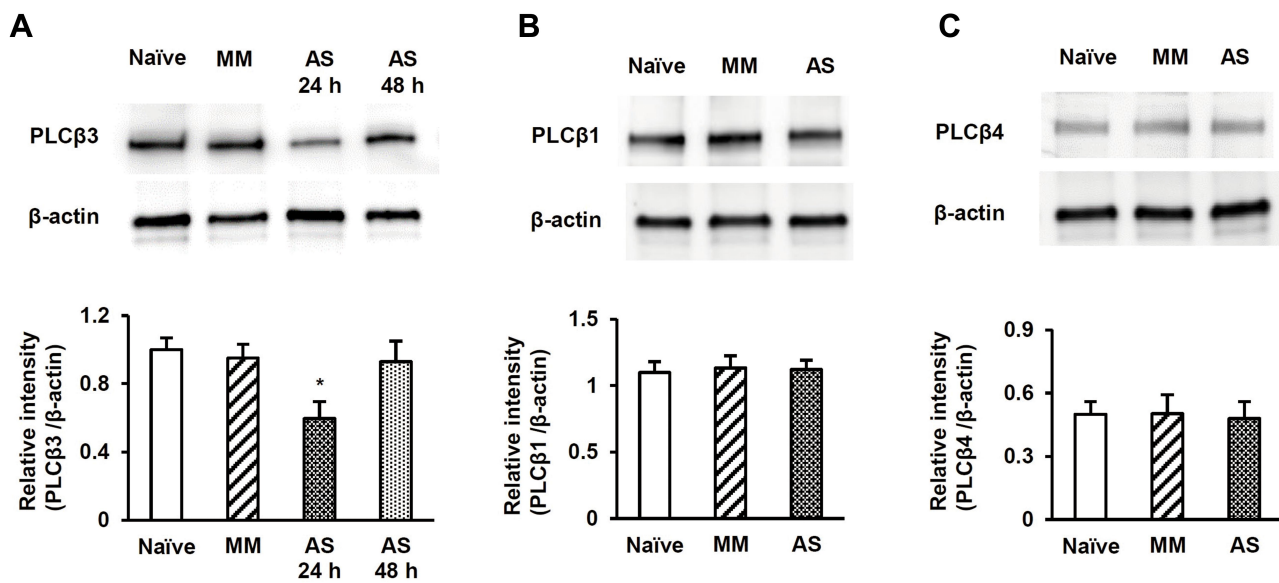 A
Naïve MM AS 24 h AS 48 h
PLCβ3
β-actin
Relative intensity
(PLCβ3 /β-actin)
1.2
0.8
0.4
0
*
Naïve MM AS 24 h AS 48 h
B
Naïve MM AS
PLCβ1
β-actin
Relative intensity
(PLCβ1 /β-actin)
1.5
1
0.5
0
Naïve MM AS
C
Naïve MM AS
PLCβ4
β-actin
Relative intensity
(PLCβ4 /β-actin)
0.9
0.6
0.3
0
Naïve MM AS